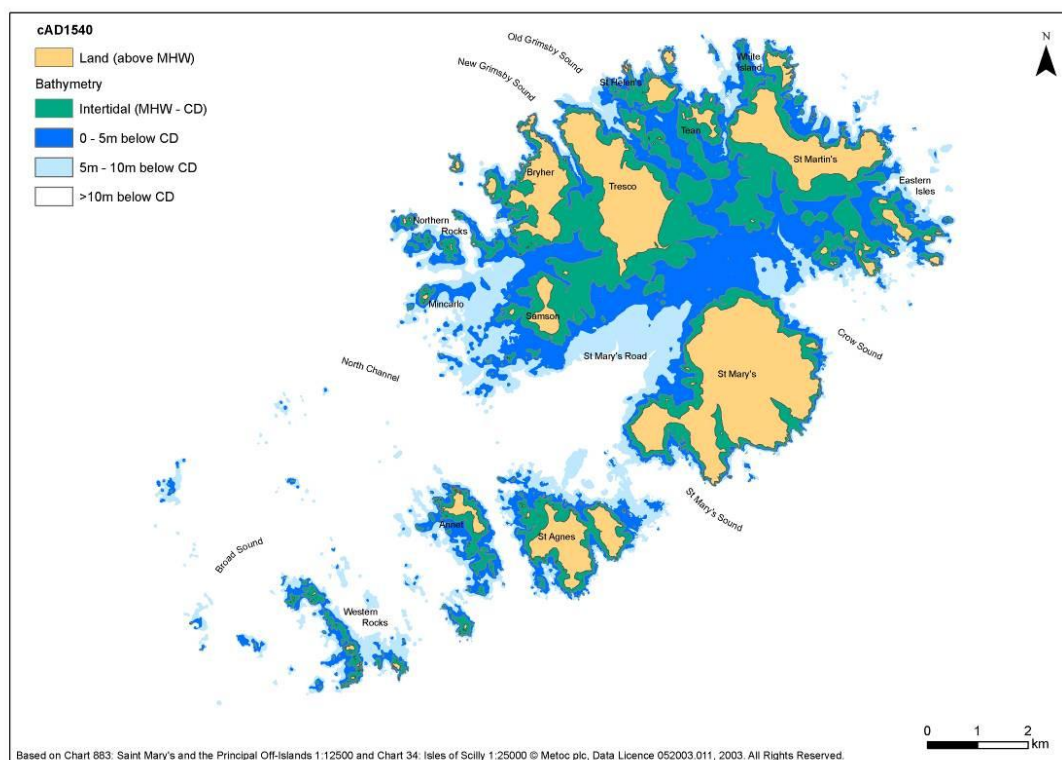 cAD1540
Land (above MHW)
Bathymetry
Intertidal (MHW - CD)
0 - 5m below CD
5m - 10m below CD
>10m below CD
Old Grimsby Sound
New Grimsby Sound
N
White
Island
St Helen's
Tean
St Martin's
Bryher
Tresco
Eastern
Isles
Northern
Rocks
Mincarlo
Samson
St Mary's Road
Crow Sound
North Channel
St Mary's
St Mary's Sound
Annet
St Agnes
Broad Sound
Western
Rocks
0 1 2
km
Based on Chart 883: Saint Mary's and the Principal Off-Islands 1:12500 and Chart 34: Isles of Scilly 1:25000 © Metoc plc, Data Licence 052003.011, 2003. All Rights Reserved.